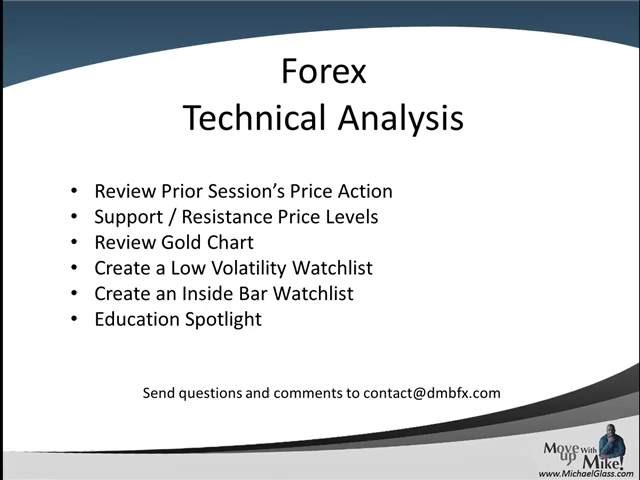 Forex
Technical Analysis
• Review Prior Session's Price Action
• Support / Resistance Price Levels
• Review Gold Chart
• Create a Low Volatility Watchlist
• Create an Inside Bar Watchlist
• Education Spotlight
Send questions and comments to contact@dmbfx.com
Move up With Mike!
www.MichaelGlass.com